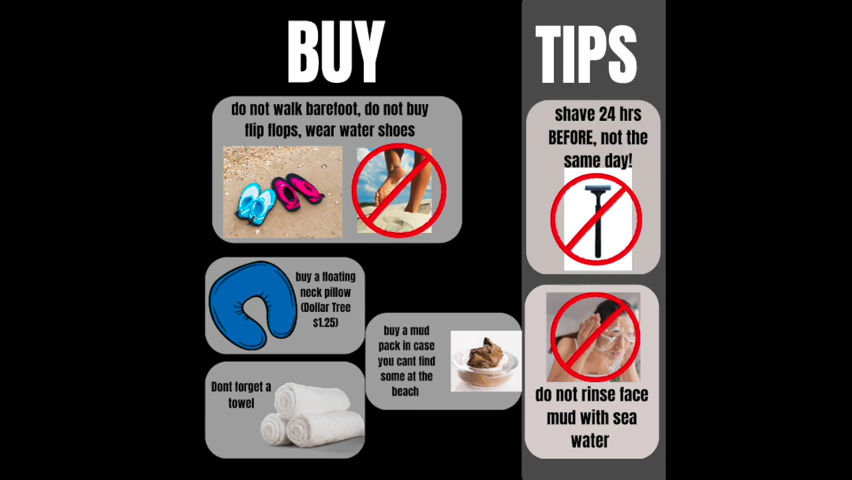 BUY
do not walk barefoot, do not buy
flip flops, wear water shoes
buy a floating
neck pillow
(Dollar Tree
$1.25)
buy a mud
pack in case
you cant find
some at the
beach
Dont forget a
towel
TIPS
shave 24 hrs
BEFORE, not the
same day!
do not rinse face
mud with sea
water